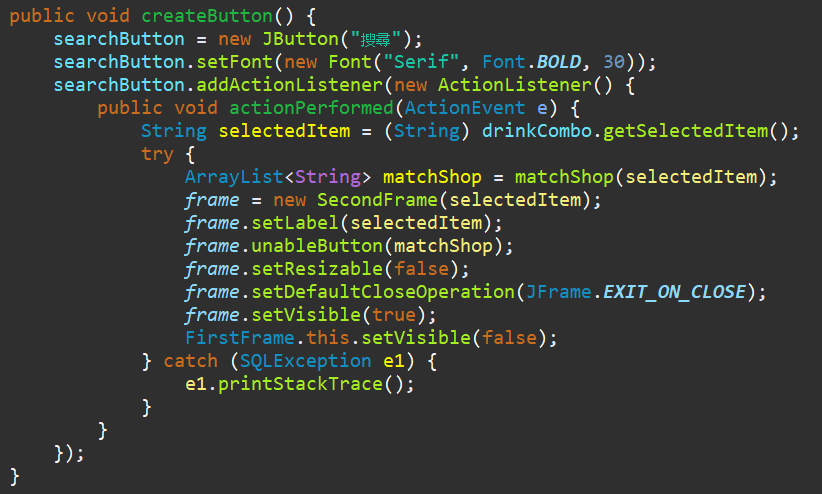 public void createButton() {
    searchButton = new JButton("搜尋");
    searchButton.setFont(new Font("Serif", Font.BOLD, 30));
    searchButton.addActionListener(new ActionListener() {
        public void actionPerformed(ActionEvent e) {
            String selectedItem = (String) drinkCombo.getSelectedItem();
            try {
                ArrayList<String> matchShop = matchShop(selectedItem);
                frame = new SecondFrame(selectedItem);
                frame.setLabel(selectedItem);
                frame.unableButton(matchShop);
                frame.setResizable(false);
                frame.setDefaultCloseOperation(JFrame.EXIT_ON_CLOSE);
                frame.setVisible(true);
                FirstFrame.this.setVisible(false);
            } catch (SQLException e1) {
                e1.printStackTrace();
            }
        }
    });
}